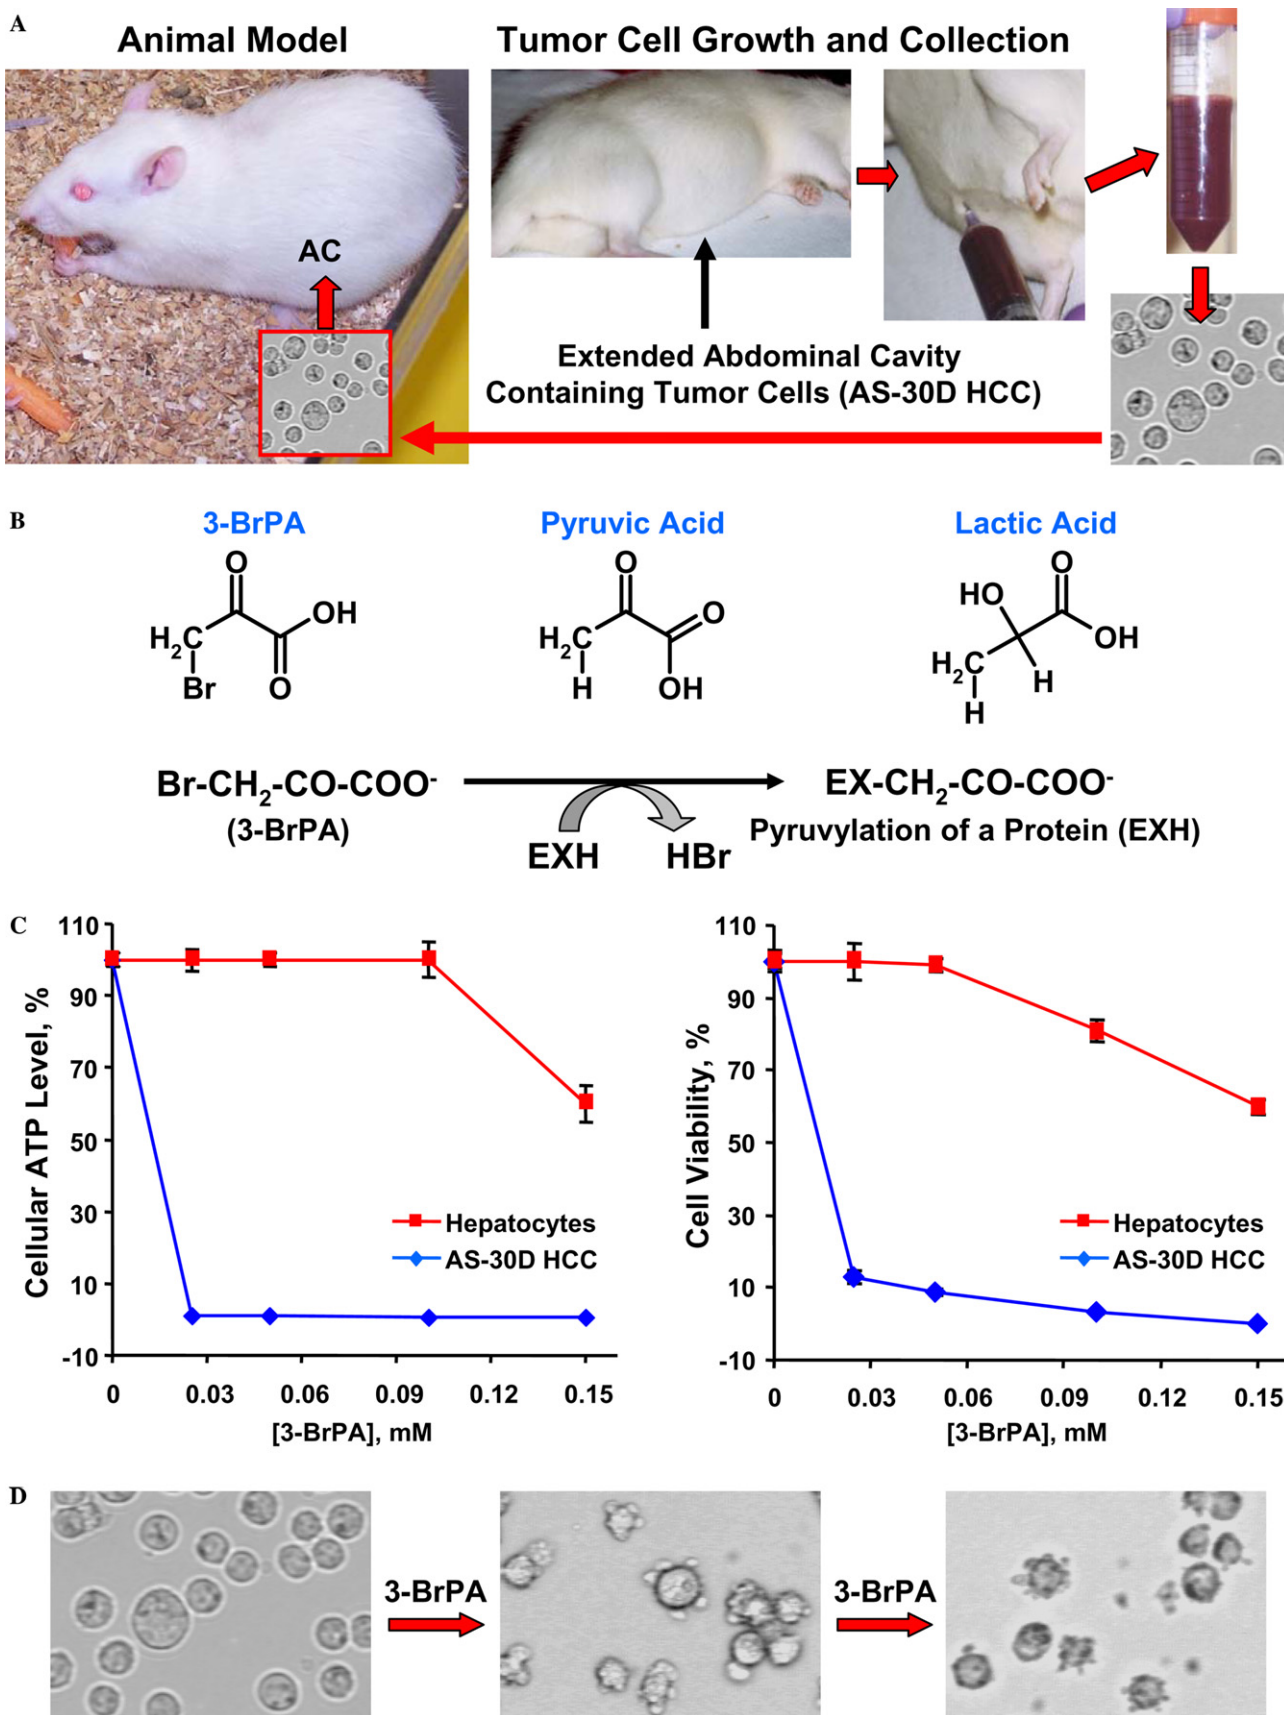 A
Animal Model
Tumor Cell Growth and Collection
AC
Extended Abdominal Cavity
Containing Tumor Cells (AS-30D HCC)
B
3-BrPA
Pyruvic Acid
Lactic Acid
O
OH
H₂C
Br
O
O
O
H₂C
H
OH
HO
O
OH
H₂C
H
H
Br-CH₂-CO-COO⁻
(3-BrPA)
EXH
HBr
EX-CH₂-CO-COO⁻
Pyruvylation of a Protein (EXH)
C
Cellular ATP Level, %
110
90
70
50
30
10
-10
Hepatocytes
AS-30D HCC
0 0.03 0.06 0.09 0.12 0.15
[3-BrPA], mM
Cell Viability, %
110
90
70
50
30
10
-10
Hepatocytes
AS-30D HCC
0 0.03 0.06 0.09 0.12 0.15
[3-BrPA], mM
D
3-BrPA
3-BrPA